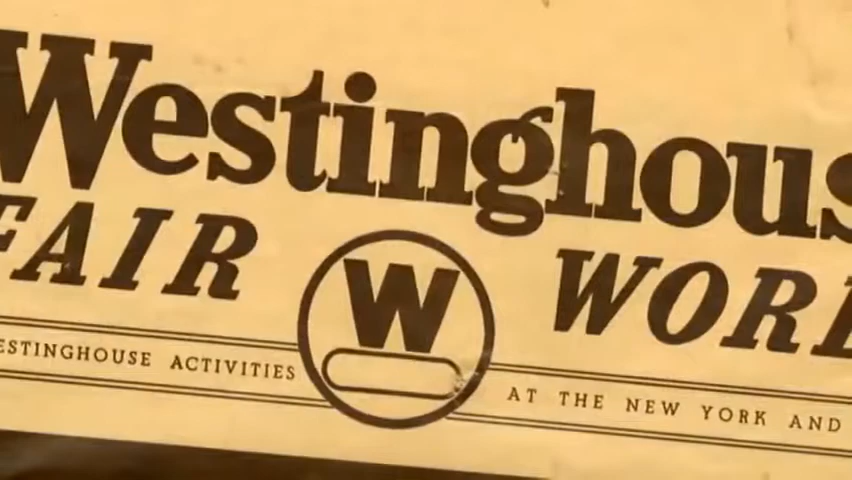 Westinghous
FAIR WORL
W
ESTINGHOUSE ACTIVITIES
AT THE NEW YORK AND